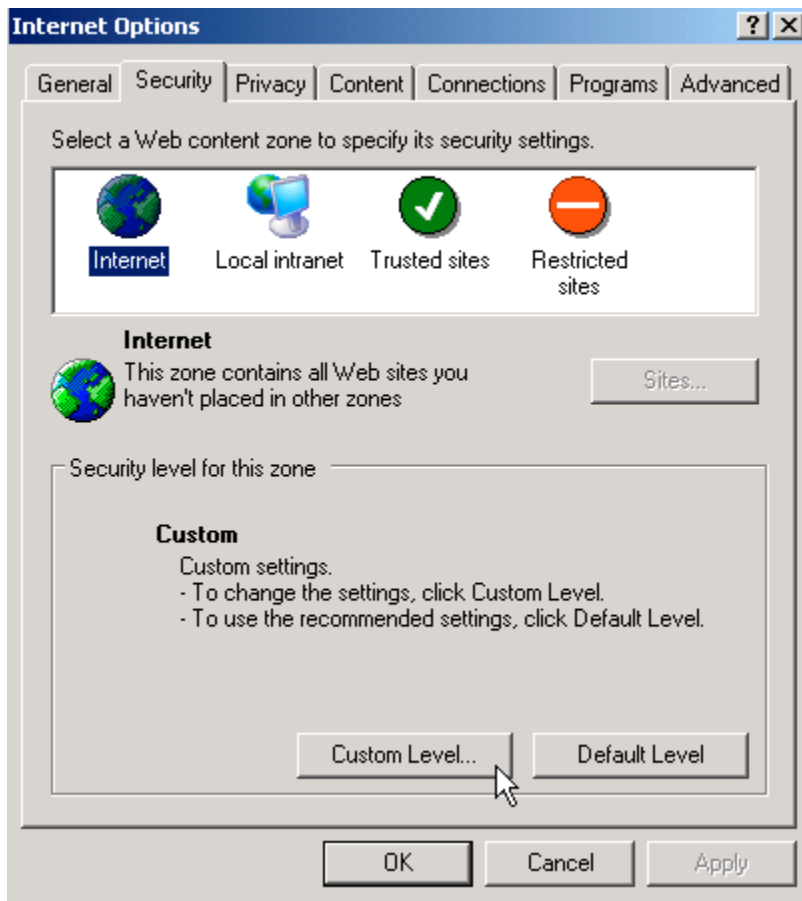 Internet Options
General Security Privacy Content Connections Programs Advanced
Select a Web content zone to specify its security settings.
Internet Local intranet Trusted sites Restricted
sites
Internet
This zone contains all Web sites you
haven't placed in other zones
Sites...
Security level for this zone
Custom
Custom settings.
- To change the settings, click Custom Level.
- To use the recommended settings, click Default Level.
Custom Level... Default Level
OK Cancel Apply